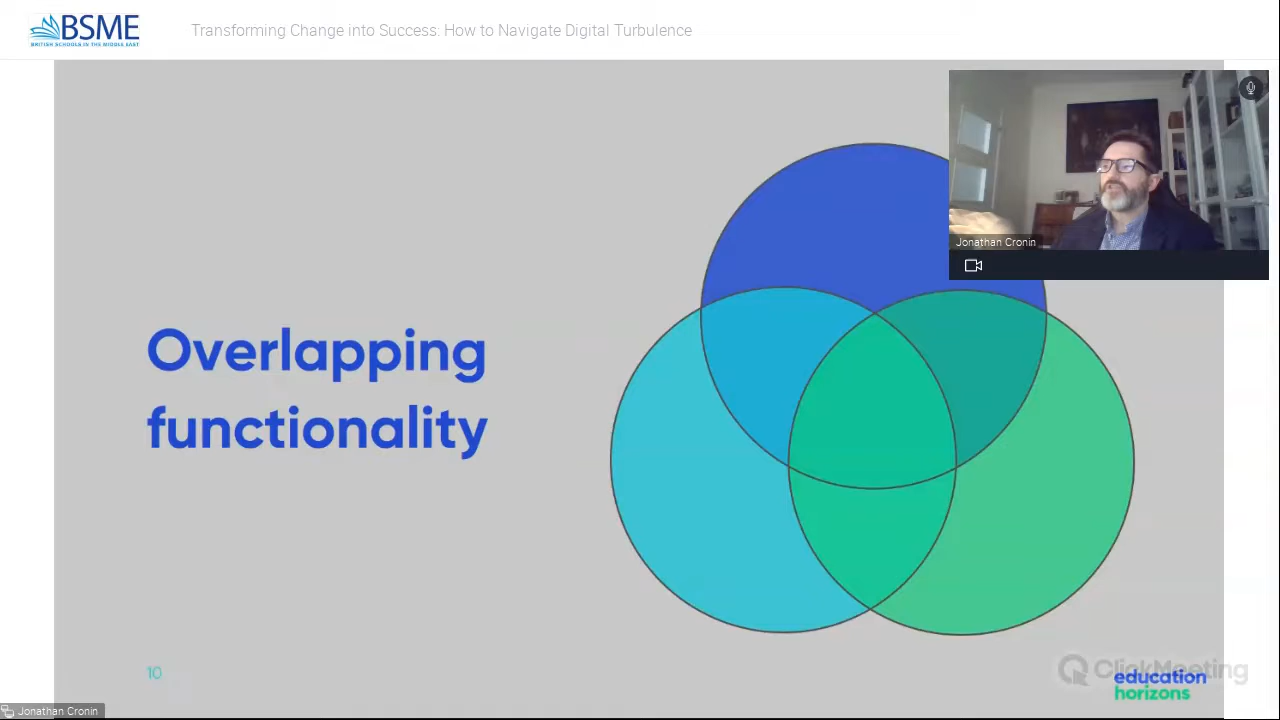 BSME
BRITISH SCHOOLS IN THE MIDDLE EAST
Transforming Change into Success: How to Navigate Digital Turbulence
Jonathan Cronin
Overlapping
functionality
10
ClickMeeting
education
horizons
Jonathan Cronin